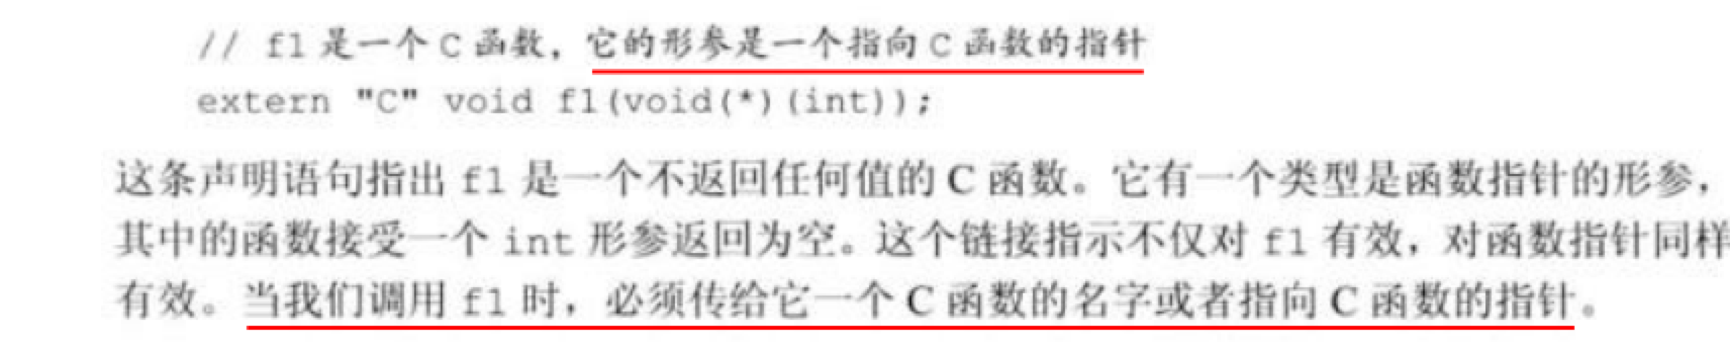 // f1 是一个 C 函数，它的形参是一个指向 C 函数的指针
extern "C" void f1(void(*)(int));
这条声明语句指出 f1 是一个不返回任何值的 C 函数。它有一个类型是函数指针的形参，
其中的函数接受一个 int 形参返回为空。这个链接指示不仅对 f1 有效，对函数指针同样
有效。当我们调用 f1 时，必须传给它一个 C 函数的名字或者指向 C 函数的指针。